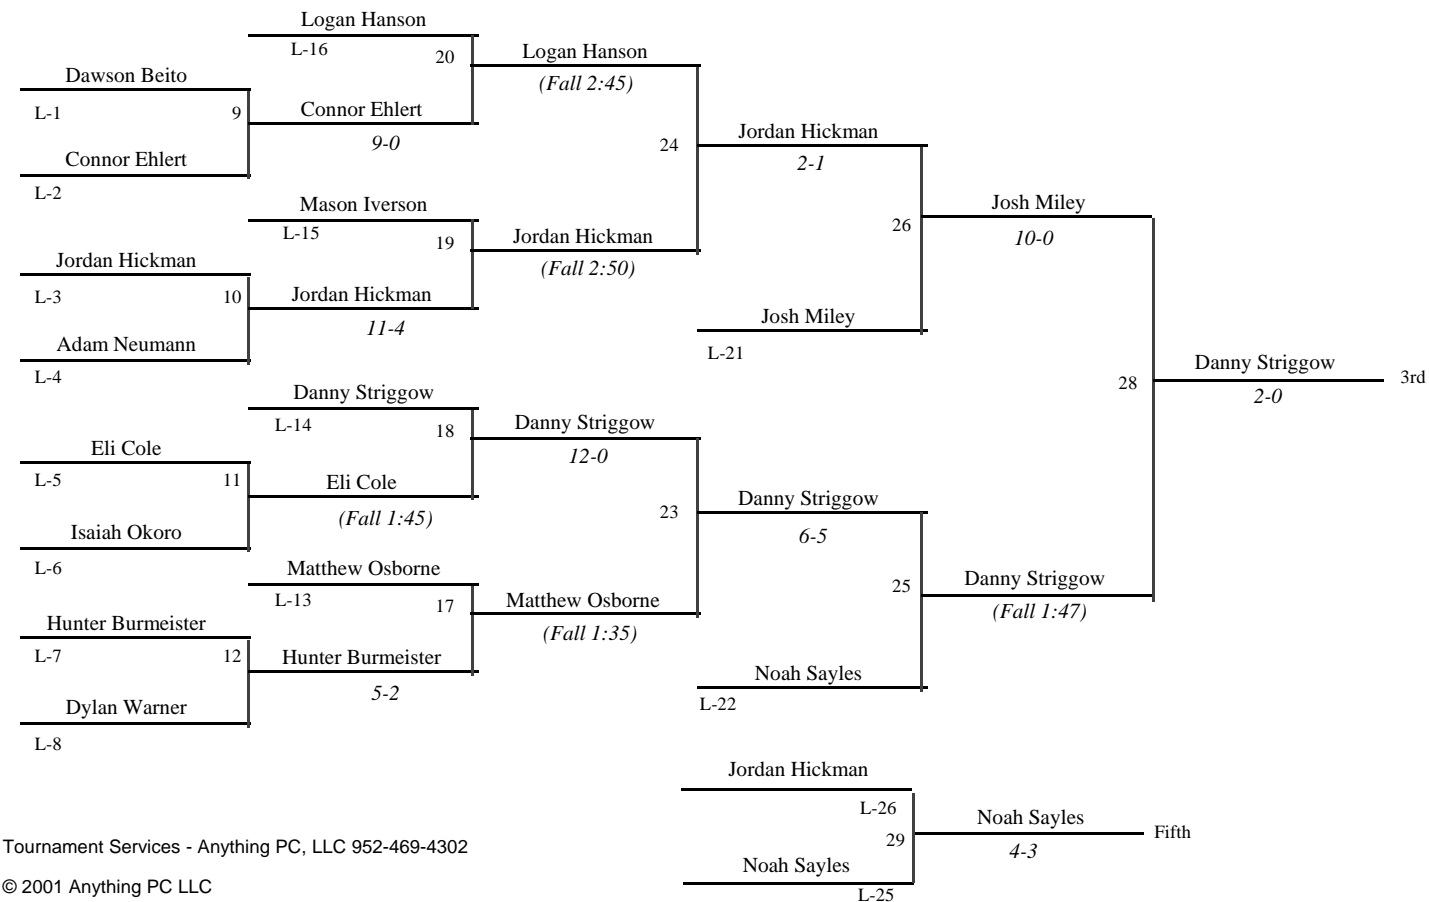 Logan Hanson
L-16
20
Logan Hanson
(Fall 2:45)
Dawson Beito
L-1
9
Connor Ehlert
9-0
Connor Ehlert
L-2
24
Jordan Hickman
2-1
Mason Iverson
L-15
19
Jordan Hickman
(Fall 2:50)
26
Josh Miley
10-0
Jordan Hickman
L-3
10
Jordan Hickman
11-4
Adam Neumann
L-4
Josh Miley
L-21
28
Danny Striggow
2-0
3rd
Danny Striggow
L-14
18
Danny Striggow
12-0
Eli Cole
L-5
11
Eli Cole
(Fall 1:45)
Isaiah Okoro
L-6
23
Danny Striggow
6-5
Matthew Osborne
L-13
17
Matthew Osborne
(Fall 1:35)
25
Danny Striggow
(Fall 1:47)
Hunter Burmeister
L-7
12
Hunter Burmeister
5-2
Dylan Warner
L-8
Noah Sayles
L-22
Jordan Hickman
L-26
29
Noah Sayles
4-3
Fifth
Noah Sayles
L-25
Tournament Services - Anything PC, LLC 952-469-4302
© 2001 Anything PC LLC